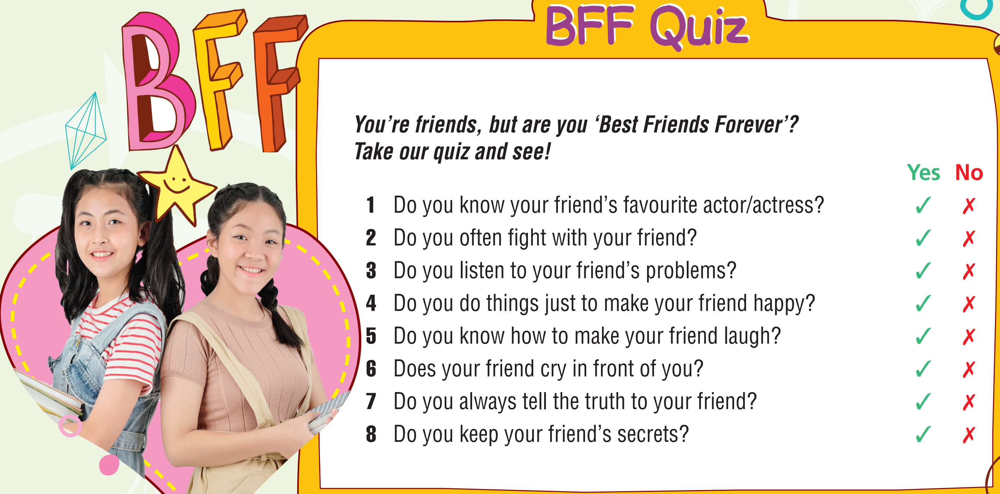 BFF
BFF Quiz
You're friends, but are you ‘Best Friends Forever’?
Take our quiz and see!
Yes No
1 Do you know your friend's favourite actor/actress? ✓ ✗
2 Do you often fight with your friend? ✓ ✗
3 Do you listen to your friend's problems? ✓ ✗
4 Do you do things just to make your friend happy? ✓ ✗
5 Do you know how to make your friend laugh? ✓ ✗
6 Does your friend cry in front of you? ✓ ✗
7 Do you always tell the truth to your friend? ✓ ✗
8 Do you keep your friend's secrets? ✓ ✗